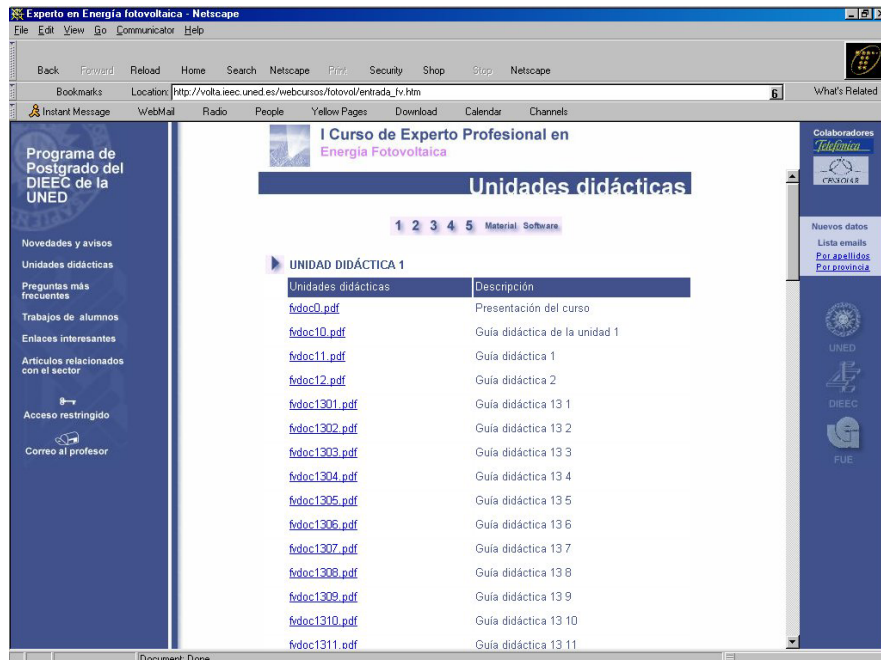 Experto en Energía fotovoltaica - Netscape
File Edit View Go Communicator Help
Back Forward Reload Home Search Netscape Print Security Shop Stop Netscape
Bookmarks Location: http://volta.ieec.uned.es/webcursos/fotovol/entrada_fv.htm What's Related
Instant Message WebMail Radio People Yellow Pages Download Calendar Channels
Programa de
Postgrado del
DIEEC de la
UNED
Novedades y avisos
Unidades didácticas
Preguntas más
frecuentes
Trabajos de alumnos
Enlaces interesantes
Artículos relacionados
con el sector
Acceso restringido
Correo al profesor
I Curso de Experto Profesional en
Energía Fotovoltaica
Unidades didácticas
1 2 3 4 5 Material Software
UNIDAD DIDÁCTICA 1
Unidades didácticas Descripción
fvdoc0.pdf Presentación del curso
fvdoc10.pdf Guía didáctica de la unidad 1
fvdoc11.pdf Guía didáctica 1
fvdoc12.pdf Guía didáctica 2
fvdoc1301.pdf Guía didáctica 13 1
fvdoc1302.pdf Guía didáctica 13 2
fvdoc1303.pdf Guía didáctica 13 3
fvdoc1304.pdf Guía didáctica 13 4
fvdoc1305.pdf Guía didáctica 13 5
fvdoc1306.pdf Guía didáctica 13 6
fvdoc1307.pdf Guía didáctica 13 7
fvdoc1308.pdf Guía didáctica 13 8
fvdoc1309.pdf Guía didáctica 13 9
fvdoc1310.pdf Guía didáctica 13 10
fvdoc1311.pdf Guía didáctica 13 11
Colaboradores
Telefónica
Nuevos datos
Lista emails
Por apellidos
Por provincia
UNED
DIEEC
FUE
Document: Done